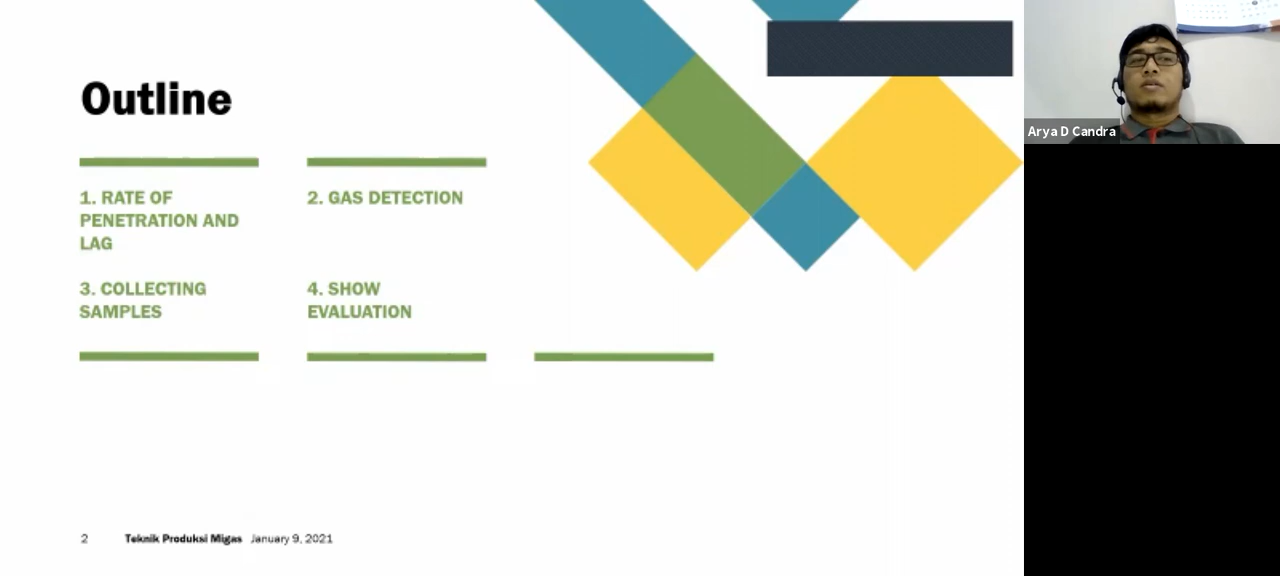 Outline
1. RATE OF
PENETRATION AND
LAG
2. GAS DETECTION
3. COLLECTING
SAMPLES
4. SHOW
EVALUATION
2 Teknik Produksi Migas January 9, 2021
Arya D Candra